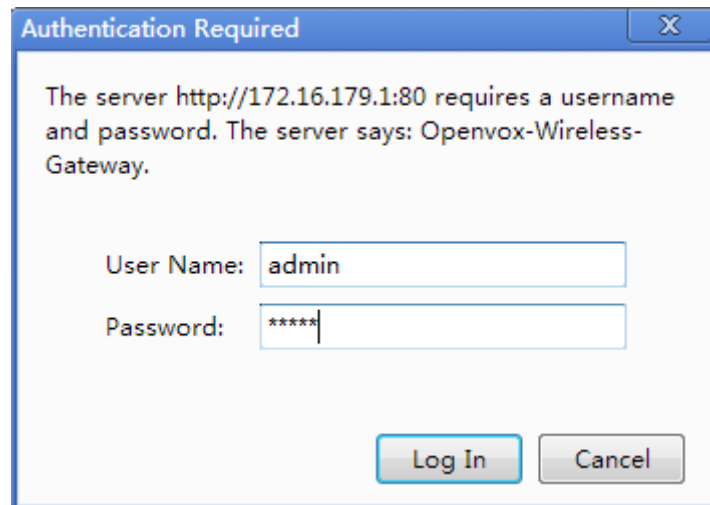 Authentication Required
The server http://172.16.179.1:80 requires a username
and password. The server says: Openvox-Wireless-
Gateway.
User Name: admin
Password: *****
Log In Cancel